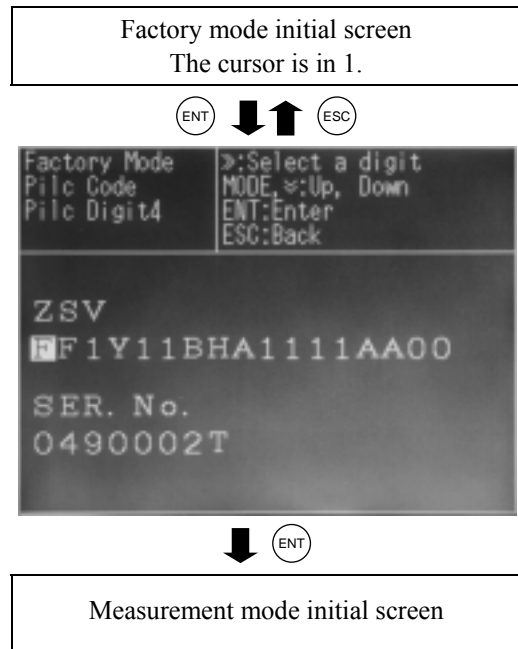 Factory mode initial screen
The cursor is in 1.
ENT ESC
Factory Mode
Pilc Code
Pilc Digit4
»:Select a digit
MODE,⩔:Up, Down
ENT:Enter
ESC:Back
ZSV
FF1Y11BHA1111AA00
SER. No.
0490002T
ENT
Measurement mode initial screen